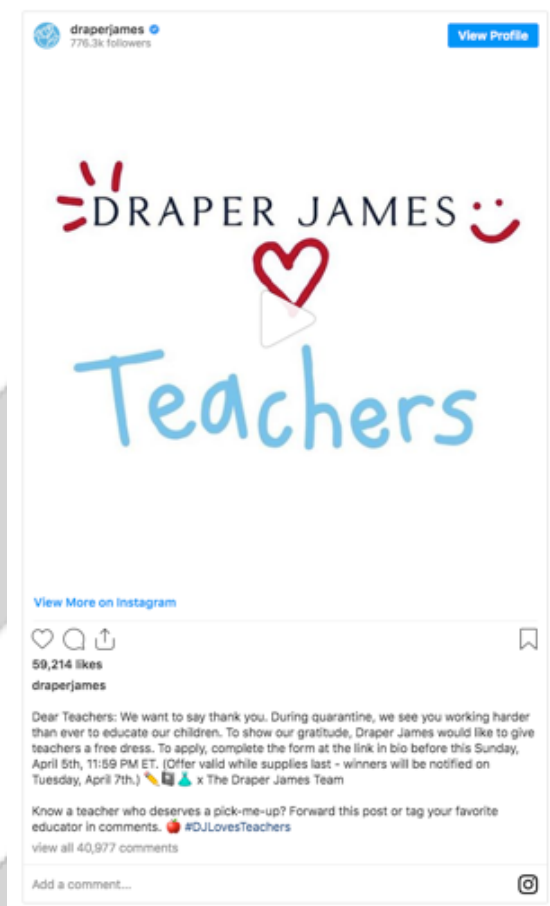 draperjames
776.3k followers
View Profile
DRAPER JAMES
Teachers
View More on Instagram
59,214 likes
draperjames
Dear Teachers: We want to say thank you. During quarantine, we see you working harder
than ever to educate our children. To show our gratitude, Draper James would like to give
teachers a free dress. To apply, complete the form at the link in bio before this Sunday,
April 5th, 11:59 PM ET. (Offer valid while supplies last - winners will be notified on
Tuesday, April 7th.) ✏️📓👗 x The Draper James Team
Know a teacher who deserves a pick-me-up? Forward this post or tag your favorite
educator in comments. 🍎 #DJLovesTeachers
view all 40,977 comments
Add a comment...